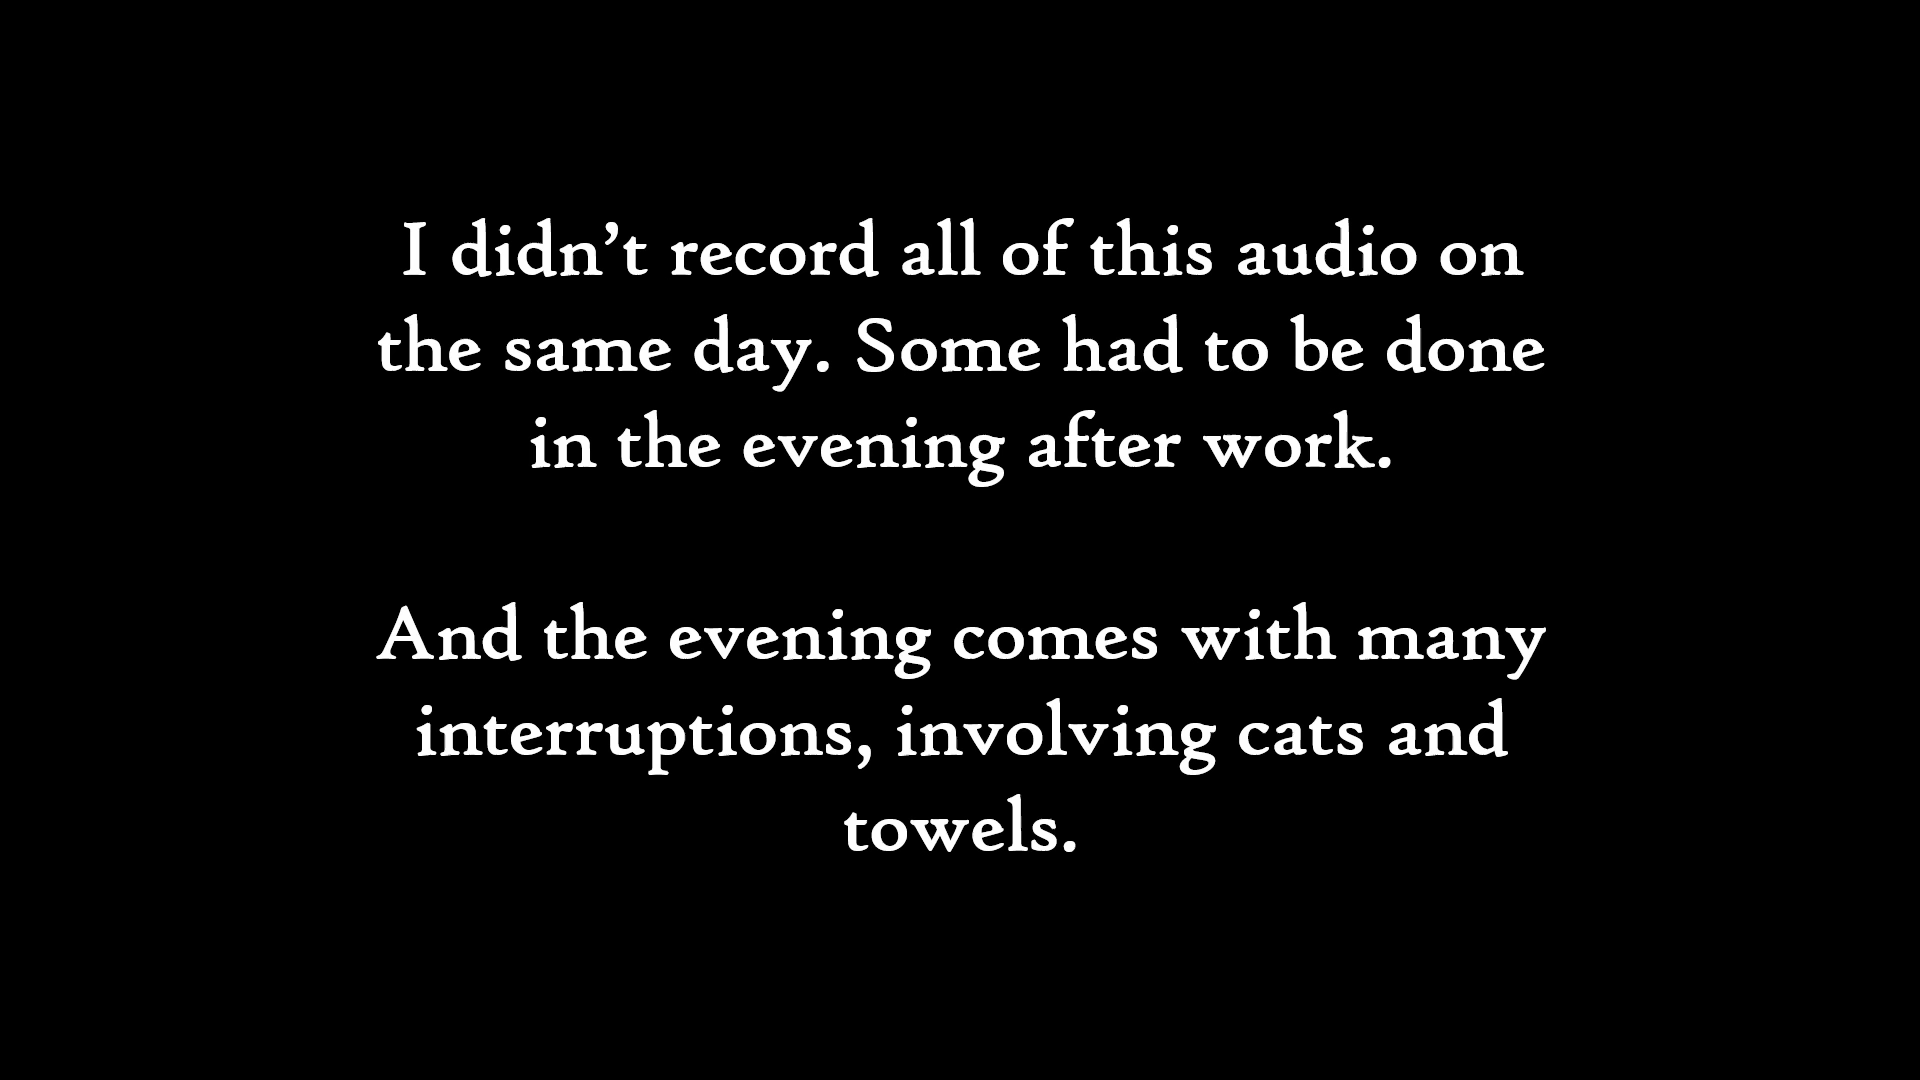 I didn’t record all of this audio on
the same day. Some had to be done
in the evening after work.
And the evening comes with many
interruptions, involving cats and
towels.